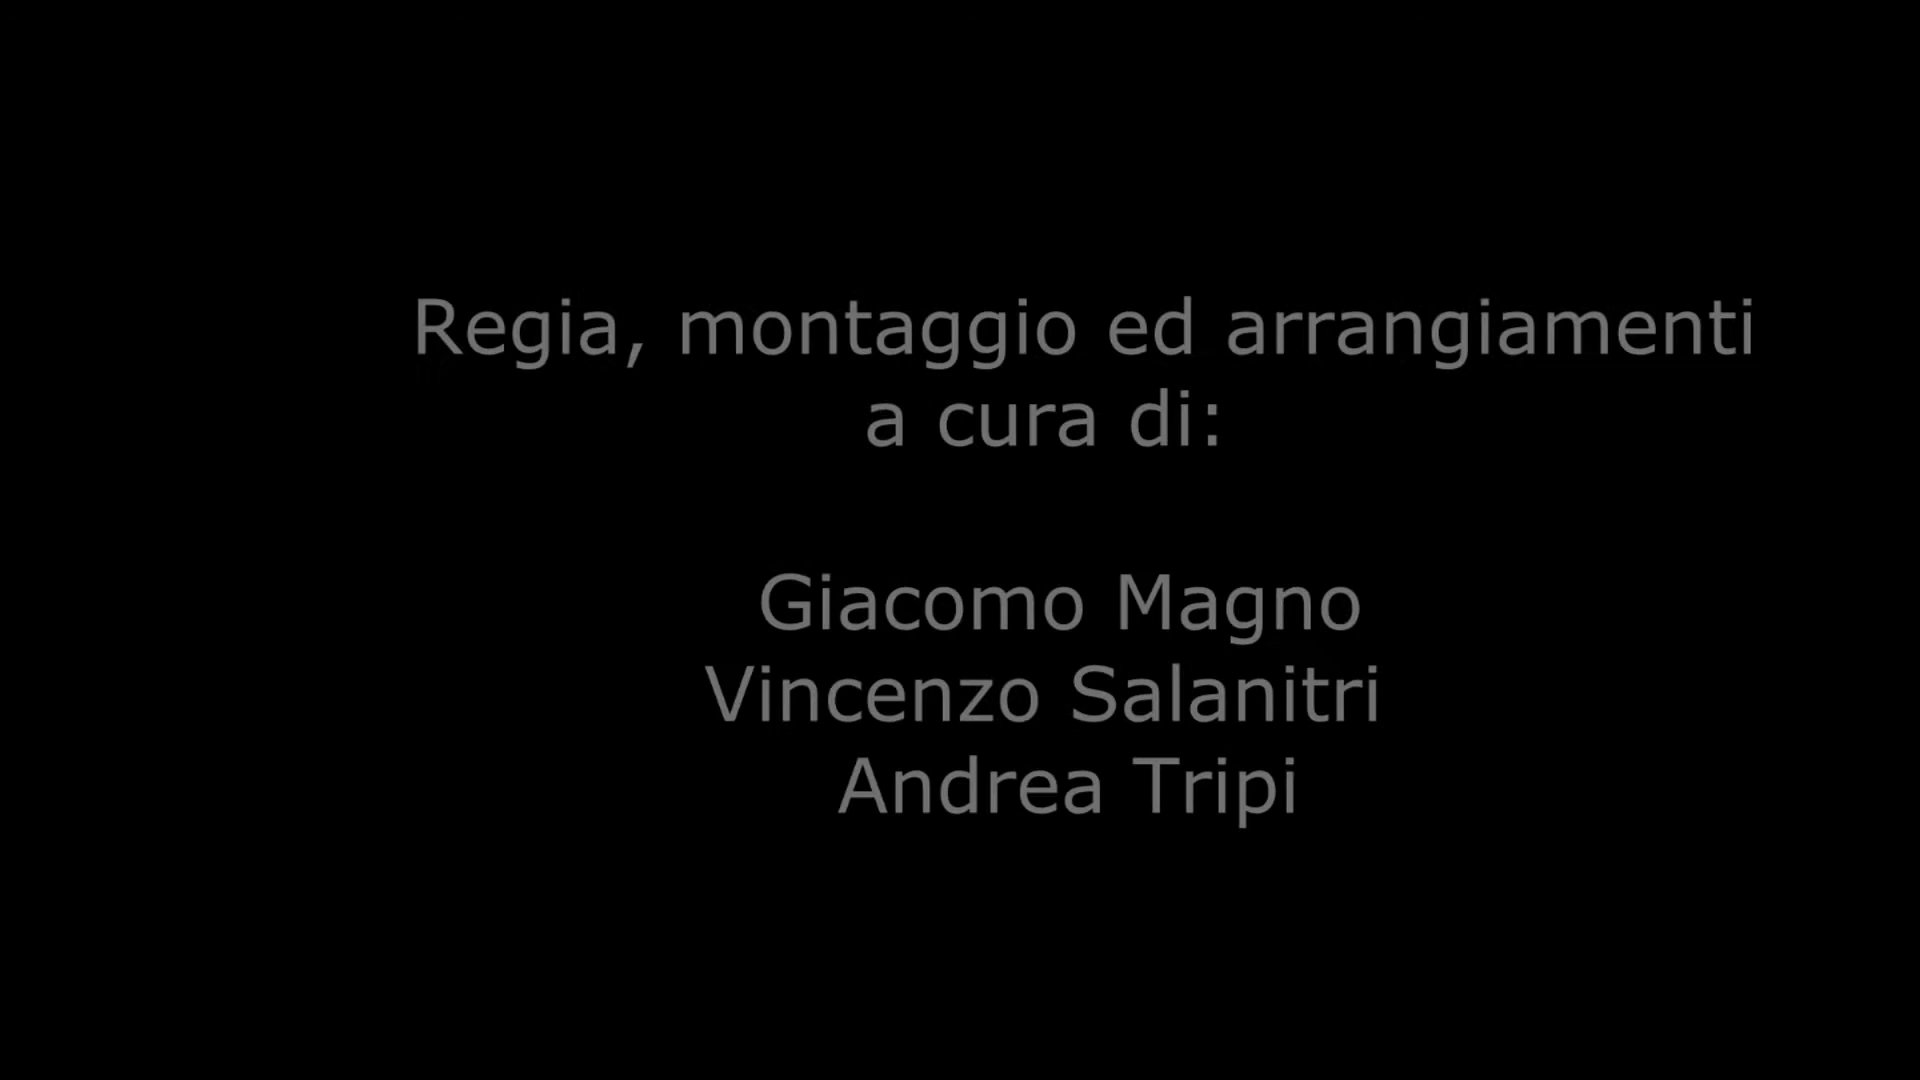 Regia, montaggio ed arrangiamenti
a cura di:
Giacomo Magno
Vincenzo Salanitri
Andrea Tripi